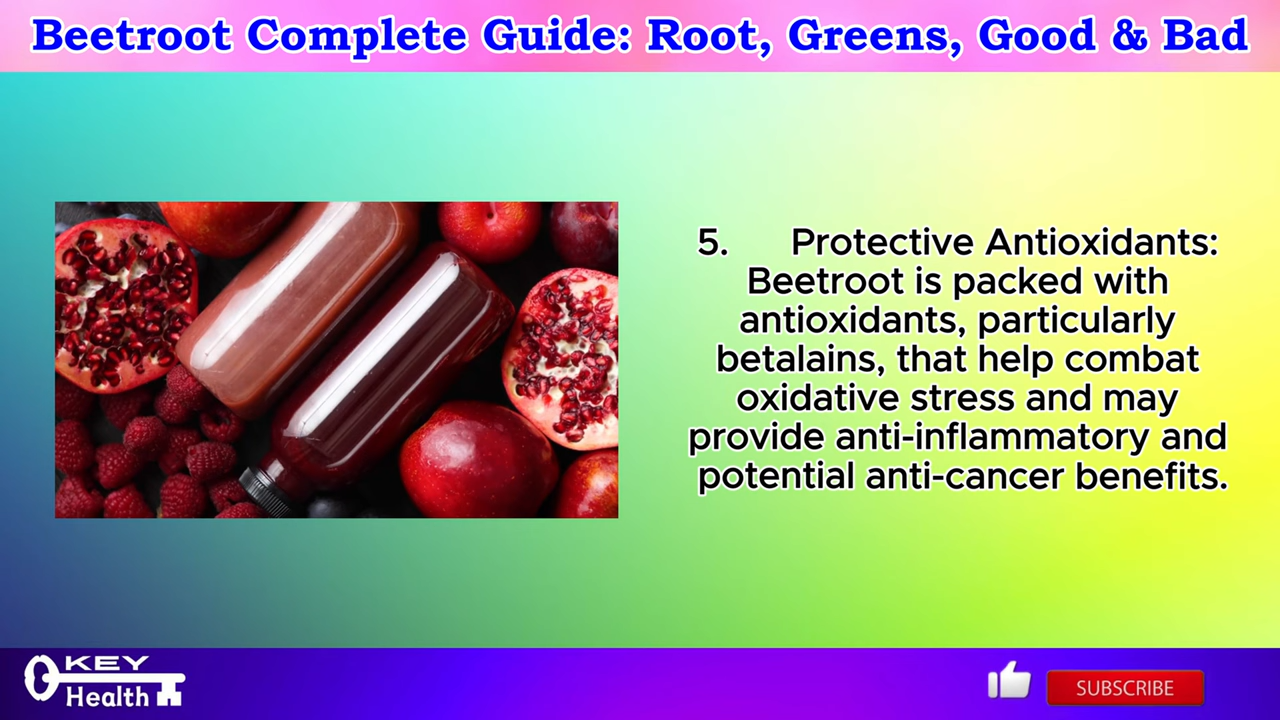 Beetroot Complete Guide: Root, Greens, Good & Bad
5. Protective Antioxidants:
Beetroot is packed with
antioxidants, particularly
betalains, that help combat
oxidative stress and may
provide anti-inflammatory and
potential anti-cancer benefits.
KEY
Health
SUBSCRIBE